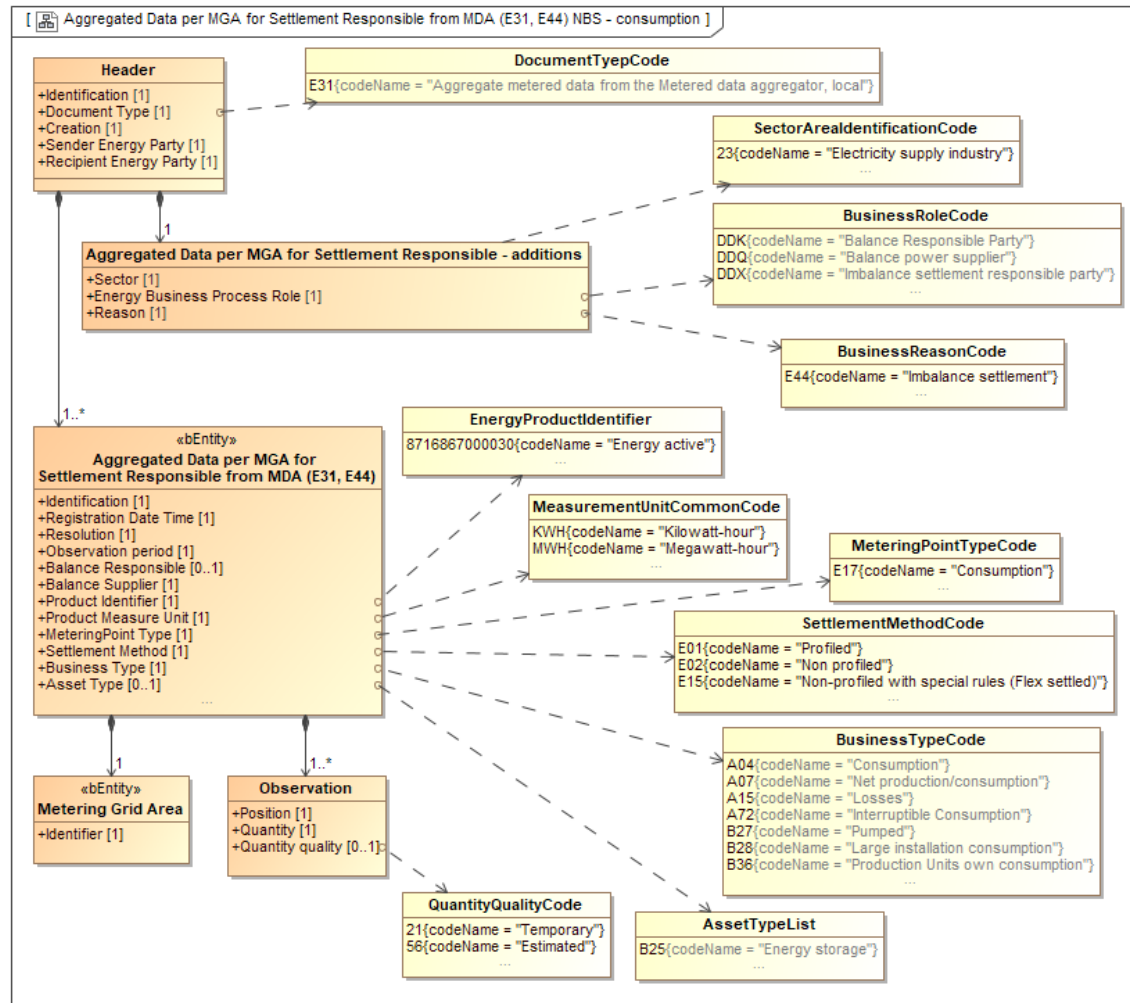 [ Aggregated Data per MGA for Settlement Responsible from MDA (E31, E44) NBS - consumption ]
Header
+Identification [1]
+Document Type [1]
+Creation [1]
+Sender Energy Party [1]
+Recipient Energy Party [1]
DocumentTyepCode
E31{codeName = "Aggregate metered data from the Metered data aggregator, local"}
SectorAreaIdentificationCode
23{codeName = "Electricity supply industry"}
...
1
Aggregated Data per MGA for Settlement Responsible - additions
+Sector [1]
+Energy Business Process Role [1]
+Reason [1]
BusinessRoleCode
DDK{codeName = "Balance Responsible Party"}
DDQ{codeName = "Balance power supplier"}
DDX{codeName = "Imbalance settlement responsible party"}
...
BusinessReasonCode
E44{codeName = "Imbalance settlement"}
...
1..*
«bEntity»
Aggregated Data per MGA for
Settlement Responsible from MDA (E31, E44)
+Identification [1]
+Registration Date Time [1]
+Resolution [1]
+Observation period [1]
+Balance Responsible [0..1]
+Balance Supplier [1]
+Product Identifier [1]
+Product Measure Unit [1]
+MeteringPoint Type [1]
+Settlement Method [1]
+Business Type [1]
+Asset Type [0..1]
...
EnergyProductIdentifier
8716867000030{codeName = "Energy active"}
...
MeasurementUnitCommonCode
KWH{codeName = "Kilowatt-hour"}
MWH{codeName = "Megawatt-hour"}
...
MeteringPointTypeCode
E17{codeName = "Consumption"}
...
SettlementMethodCode
E01{codeName = "Profiled"}
E02{codeName = "Non profiled"}
E15{codeName = "Non-profiled with special rules (Flex settled)"}
...
BusinessTypeCode
A04{codeName = "Consumption"}
A07{codeName = "Net production/consumption"}
A15{codeName = "Losses"}
A72{codeName = "Interruptible Consumption"}
B27{codeName = "Pumped"}
B28{codeName = "Large installation consumption"}
B36{codeName = "Production Units own consumption"}
...
1
«bEntity»
Metering Grid Area
+Identifier [1]
1..*
Observation
+Position [1]
+Quantity [1]
+Quantity quality [0..1]
QuantityQualityCode
21{codeName = "Temporary"}
56{codeName = "Estimated"}
...
AssetTypeList
B25{codeName = "Energy storage"}
...